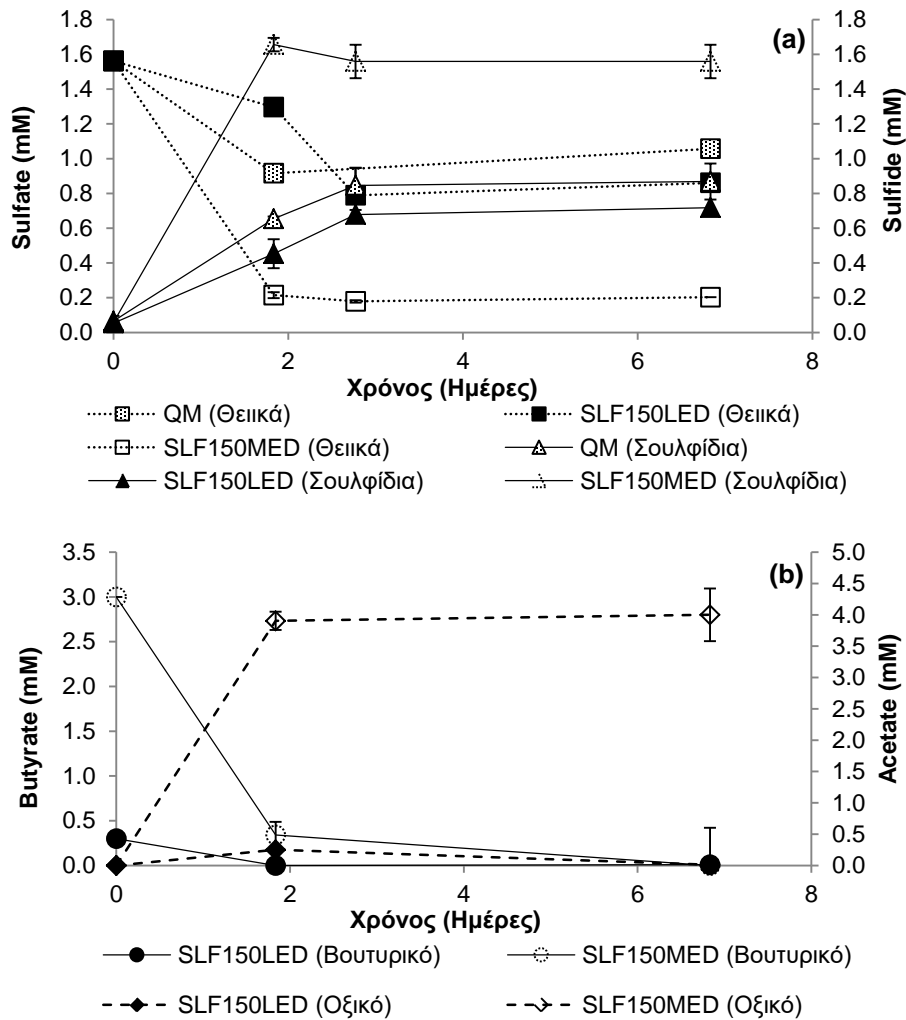 (a)
Sulfate (mM)
1.8
1.6
1.4
1.2
1.0
0.8
0.6
0.4
0.2
0.0
Sulfide (mM)
1.8
1.6
1.4
1.2
1.0
0.8
0.6
0.4
0.2
0.0
0 2 4 6 8
Χρόνος (Ημέρες)
QM (Θειικά) SLF150LED (Θειικά)
SLF150MED (Θειικά) QM (Σουλφίδια)
SLF150LED (Σουλφίδια) SLF150MED (Σουλφίδια)
(b)
Butyrate (mM)
3.5
3.0
2.5
2.0
1.5
1.0
0.5
0.0
Acetate (mM)
5.0
4.5
4.0
3.5
3.0
2.5
2.0
1.5
1.0
0.5
0.0
0 2 4 6 8
Χρόνος (Ημέρες)
SLF150LED (Βουτυρικό) SLF150MED (Βουτυρικό)
SLF150LED (Οξικό) SLF150MED (Οξικό)